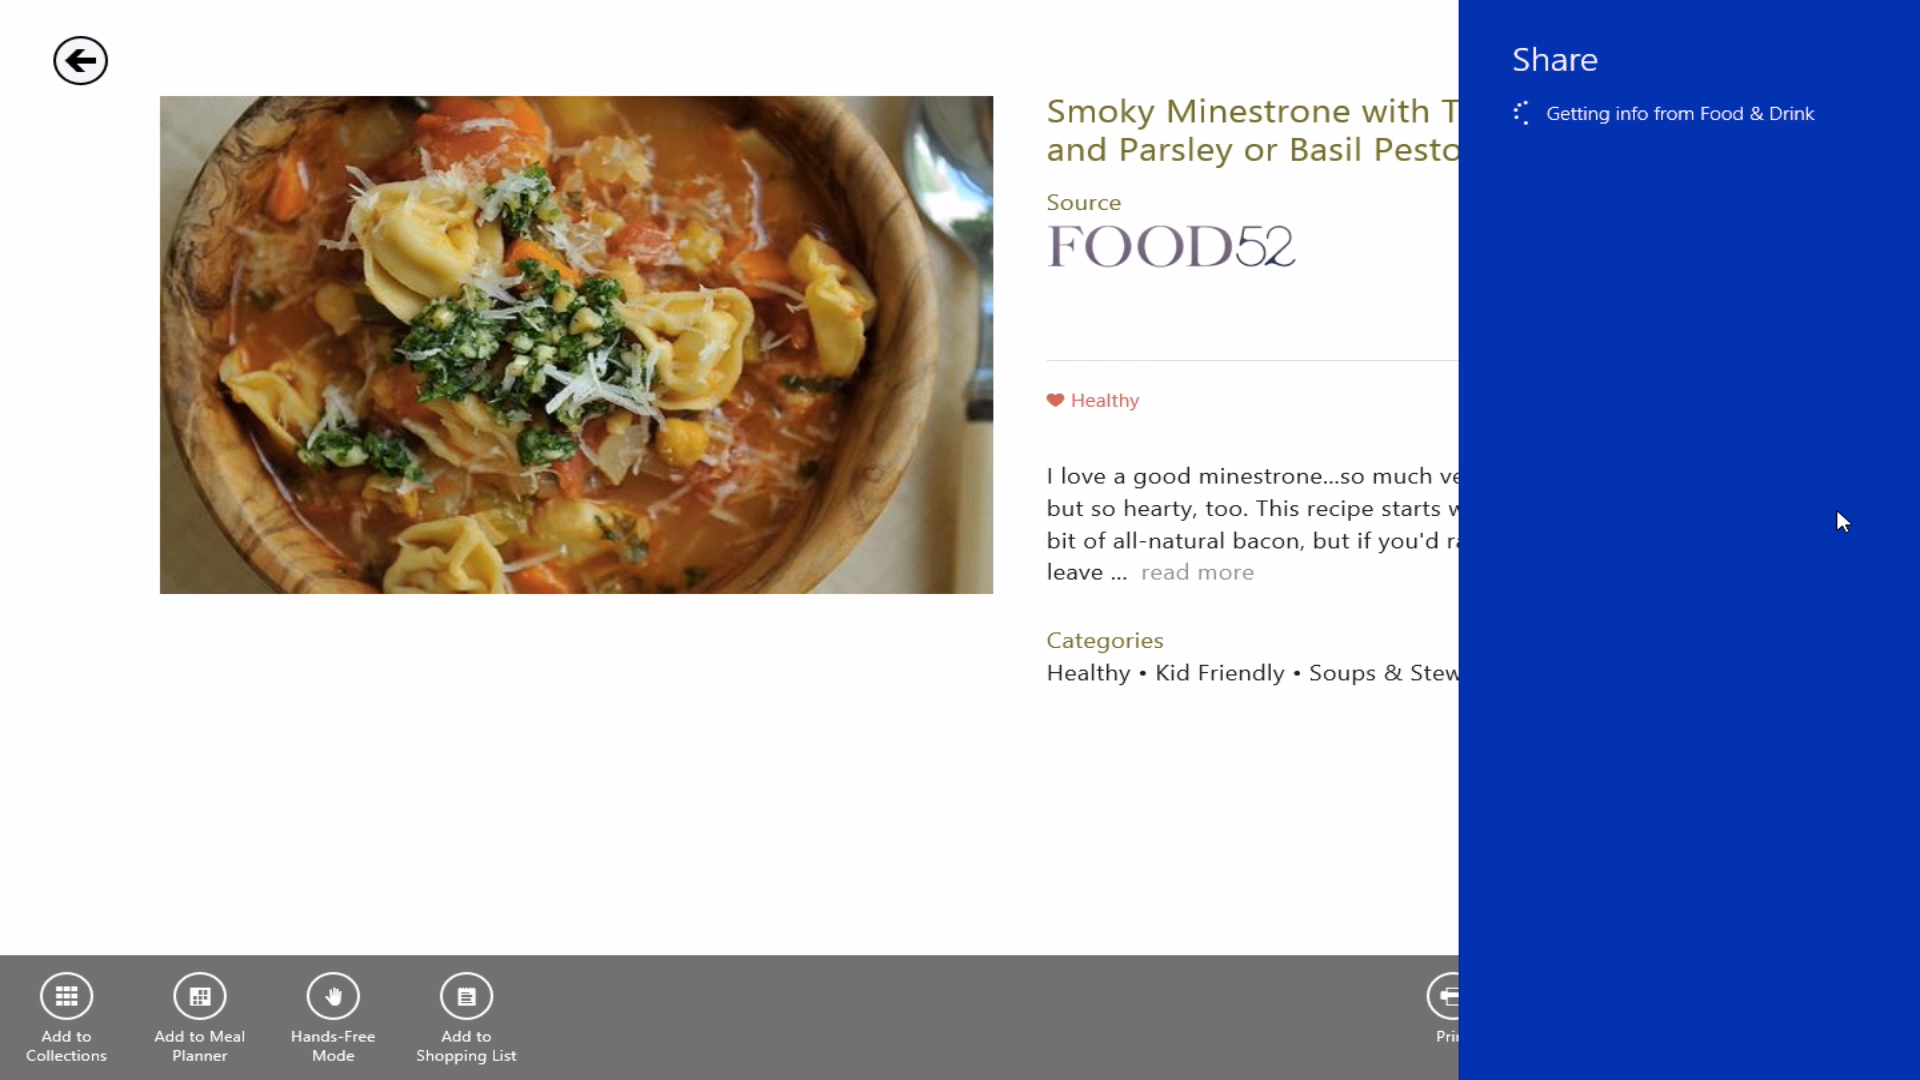 Smoky Minestrone with T
and Parsley or Basil Pesto
Source
FOOD52
Healthy
I love a good minestrone...so much ve
but so hearty, too. This recipe starts w
bit of all-natural bacon, but if you'd ra
leave ... read more
Categories
Healthy • Kid Friendly • Soups & Stew
Share
Getting info from Food & Drink
Add to
Collections
Add to Meal
Planner
Hands-Free
Mode
Add to
Shopping List
Prin